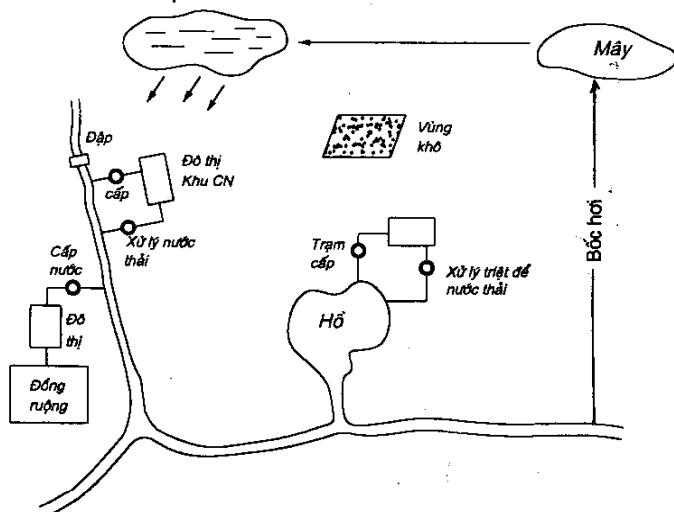 Mây
Đập
Đô thị
Khu CN
cấp
Vùng
khô
Xử lý nước
thải
Cấp
nước
Trạm
cấp
Xử lý triệt để
nước thải
Bốc hơi
Đô
thị
Hồ
Đồng
ruộng